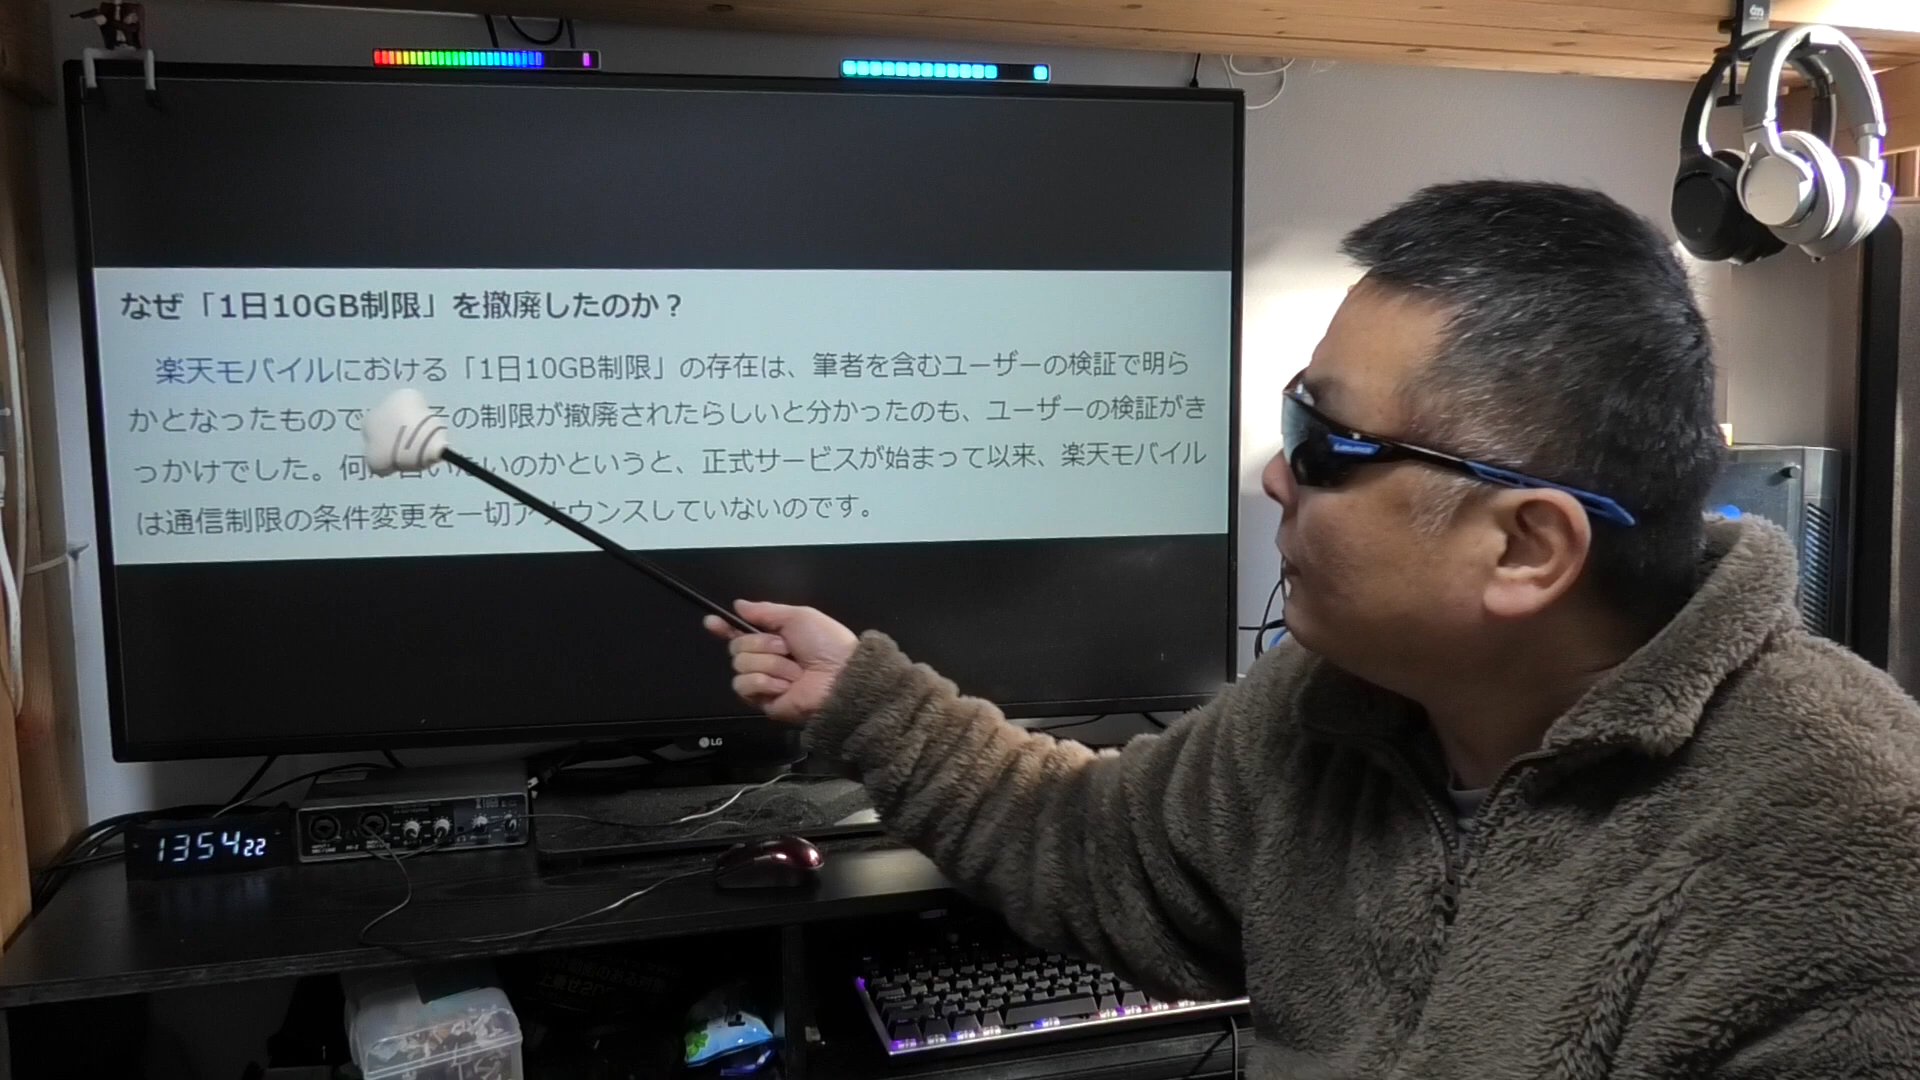 なぜ「1日10GB制限」を撤廃したのか？
楽天モバイルにおける「1日10GB制限」の存在は、筆者を含むユーザーの検証で明ら
かとなったもので その制限が撤廃されたらしいと分かったのも、ユーザーの検証がき
っかけでした。何が言いたいのかというと、正式サービスが始まって以来、楽天モバイル
は通信制限の条件変更を一切アナウンスしていないのです。
LG
135422